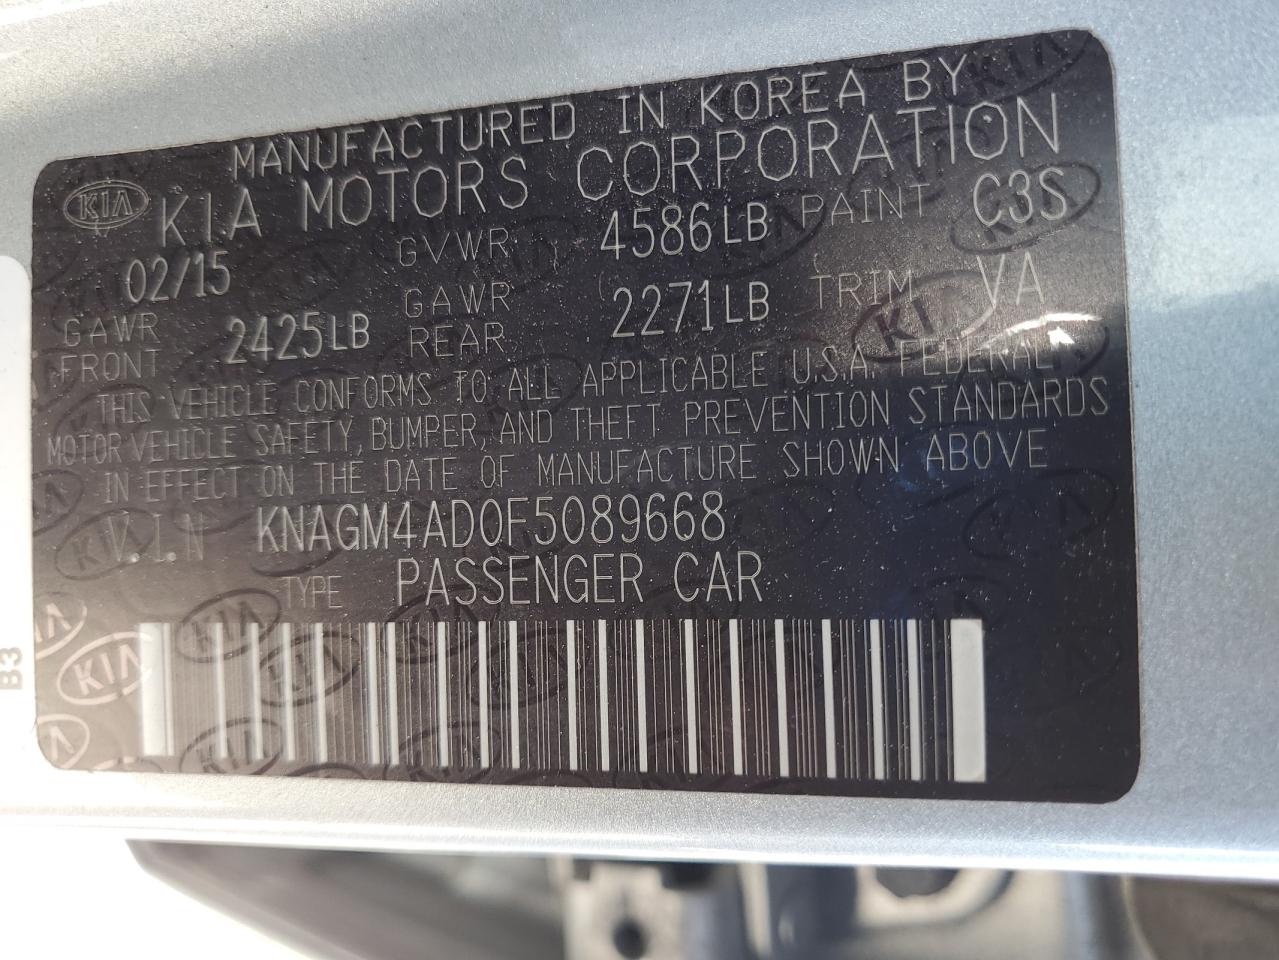 MANUFACTURED IN KOREA BY
KIA KIA MOTORS CORPORATION
02/15 GVWR 4586LB PAINT C3S
GAWR FRONT 2425LB GAWR REAR 2271LB TRIM VA
THIS VEHICLE CONFORMS TO ALL APPLICABLE U.S.A. FEDERAL
MOTOR VEHICLE SAFETY, BUMPER, AND THEFT PREVENTION STANDARDS
IN EFFECT ON THE DATE OF MANUFACTURE SHOWN ABOVE
V.I.N KNAGM4AD0F5089668
TYPE PASSENGER CAR
B3